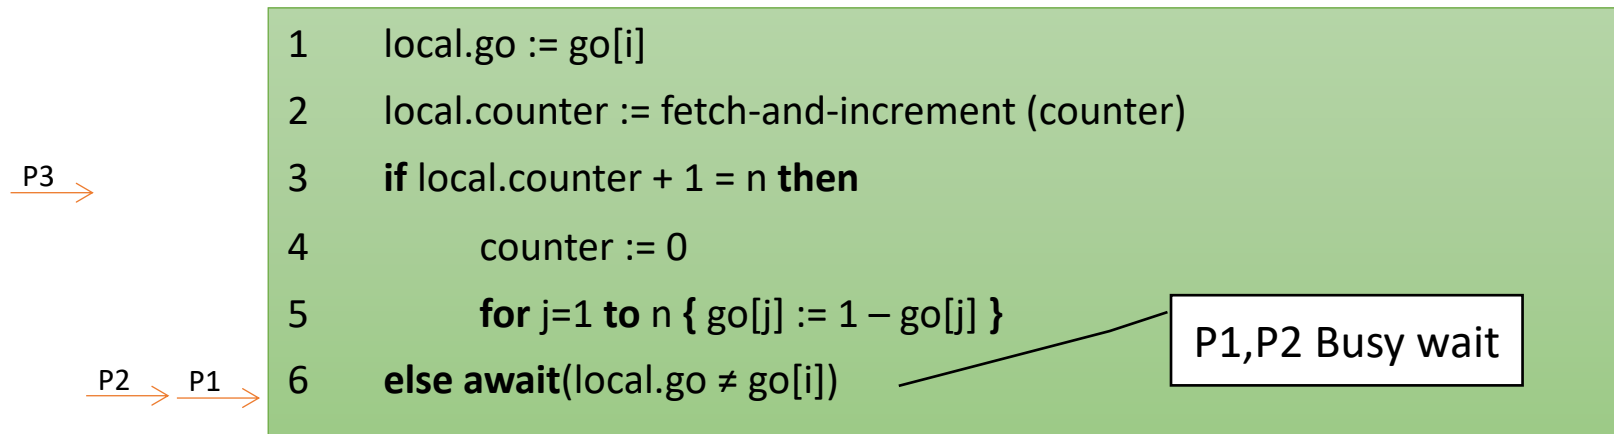 1 local.go := go[i]
2 local.counter := fetch-and-increment (counter)
P3
3 if local.counter + 1 = n then
4 counter := 0
5 for j=1 to n { go[j] := 1 – go[j] }
P1,P2 Busy wait
P2 P1
6 else await(local.go ≠ go[i])